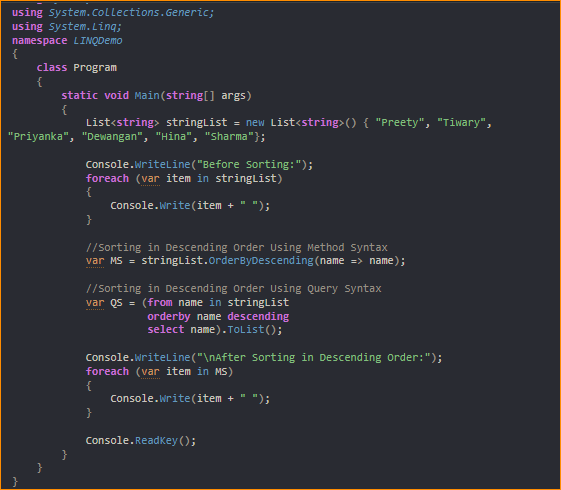 using System.Collections.Generic;
using System.Linq;
namespace LINQDemo
{
    class Program
    {
        static void Main(string[] args)
        {
            List<string> stringList = new List<string>() { "Preety", "Tiwary",
"Priyanka", "Dewangan", "Hina", "Sharma"};

            Console.WriteLine("Before Sorting:");
            foreach (var item in stringList)
            {
                Console.Write(item + " ");
            }

            //Sorting in Descending Order Using Method Syntax
            var MS = stringList.OrderByDescending(name => name);

            //Sorting in Descending Order Using Query Syntax
            var QS = (from name in stringList
                      orderby name descending
                      select name).ToList();

            Console.WriteLine("\nAfter Sorting in Descending Order:");
            foreach (var item in MS)
            {
                Console.Write(item + " ");
            }

            Console.ReadKey();
        }
    }
}